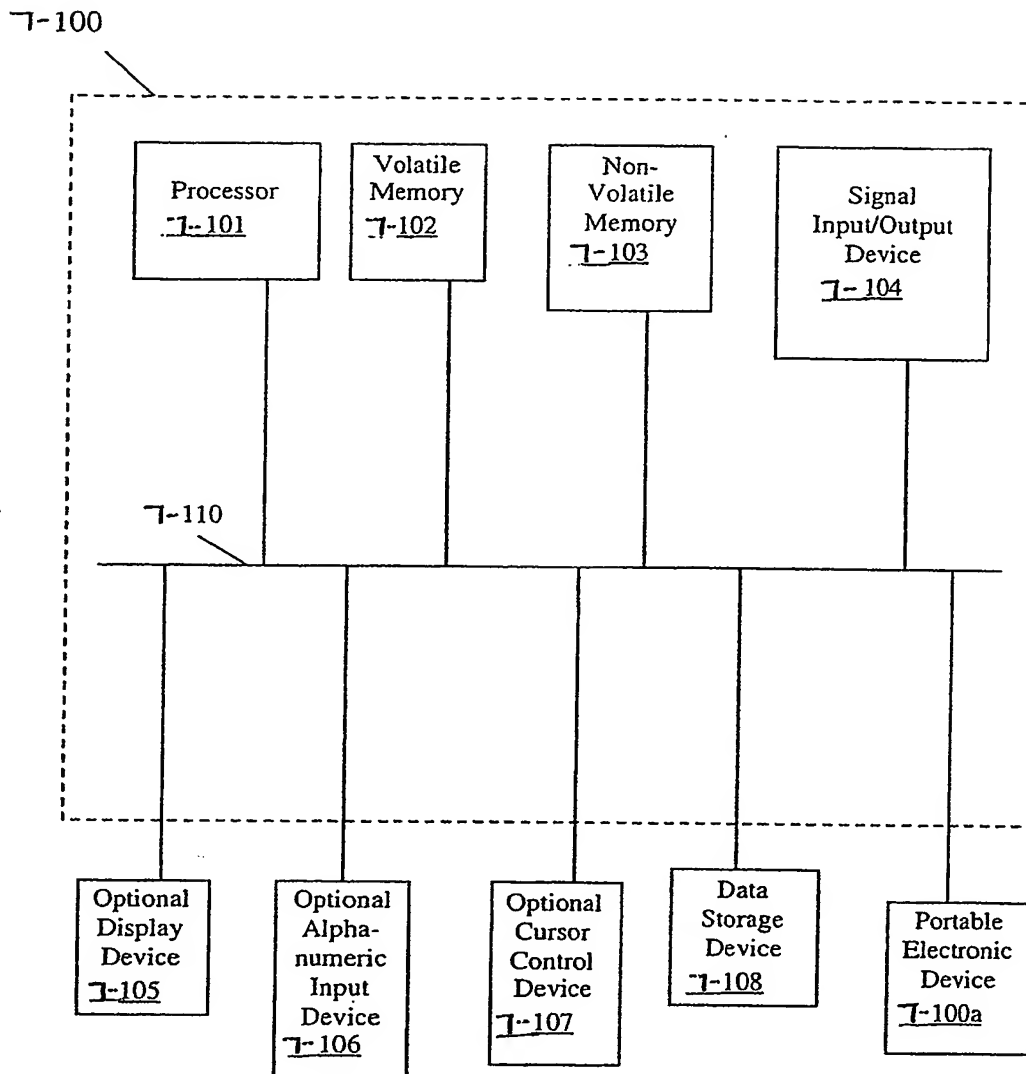 7-100
Processor
7-101
Volatile
Memory
7-102
Non-
Volatile
Memory
7-103
Signal
Input/Output
Device
7-104
7-110
Optional
Display
Device
7-105
Optional
Alpha-
numeric
Input
Device
7-106
Optional
Cursor
Control
Device
7-107
Data
Storage
Device
7-108
Portable
Electronic
Device
7-100a